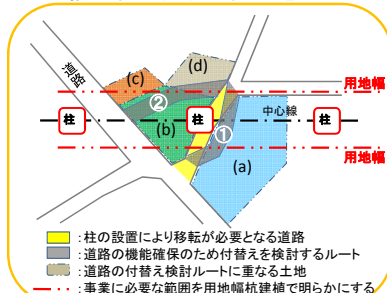 道路
(c)
(d)
②
用地幅
中心線
柱
柱
柱
(b)
①
用地幅
(a)
:柱の設置により移転が必要となる道路
:道路の機能確保のため付替えを検討するルート
:道路の付替え検討ルートに重なる土地
:事業に必要な範囲を用地幅杭建植で明らかにする